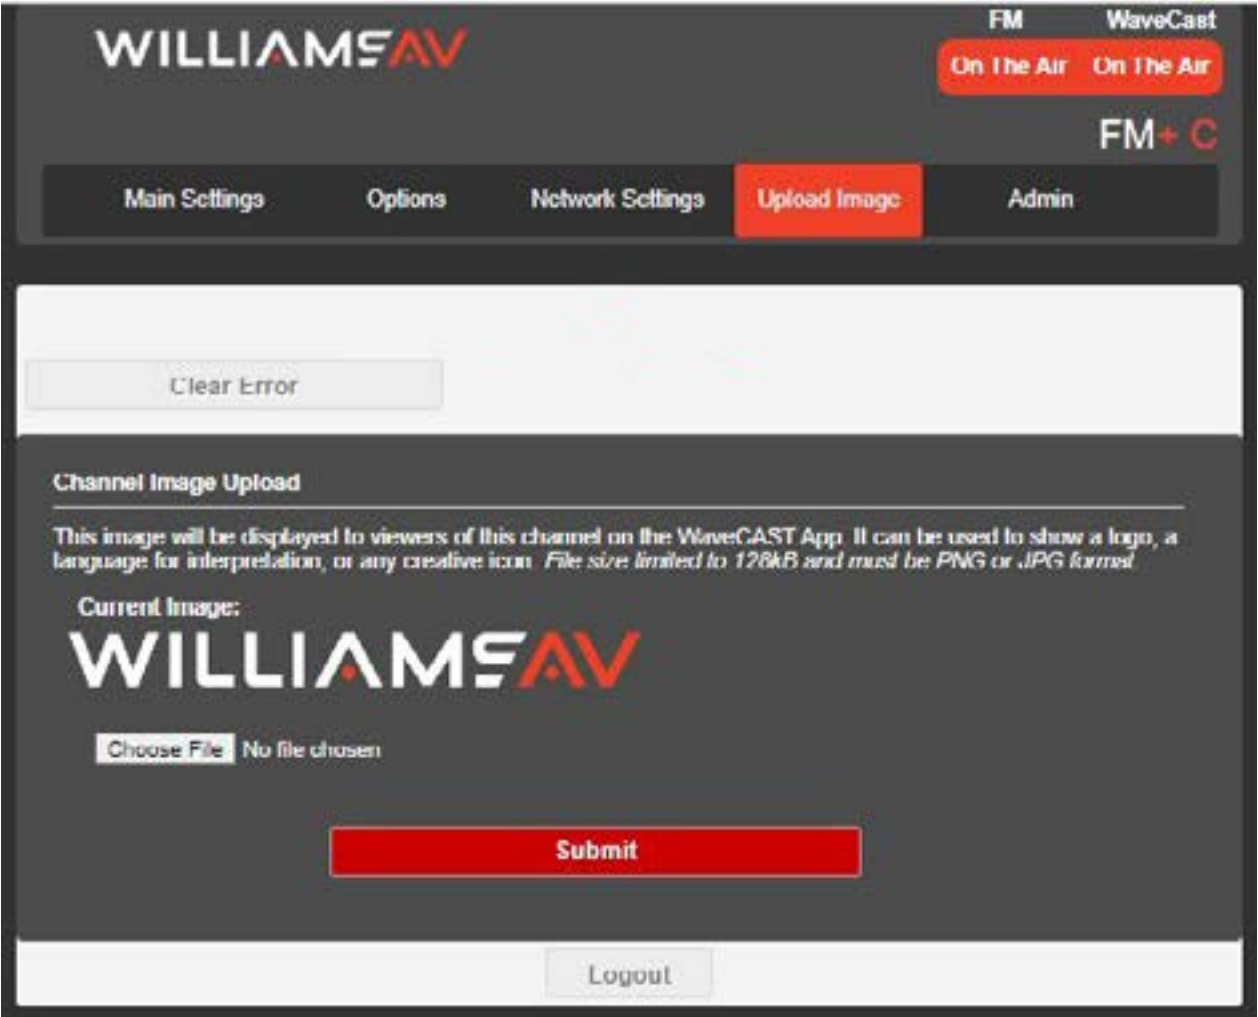 WILLIAMSAV
FM WaveCast
On The Air On The Air
FM+ C
Main Settings Options Network Settings Upload Image Admin
Clear Error
Channel Image Upload
This image will be displayed to viewers of this channel on the WaveCAST App. It can be used to show a logo, a
language for interpretation, or any creative icon. File size limited to 128kB and must be PNG or JPG format.
Current Image:
WILLIAMSAV
Choose File No file chosen
Submit
Logout